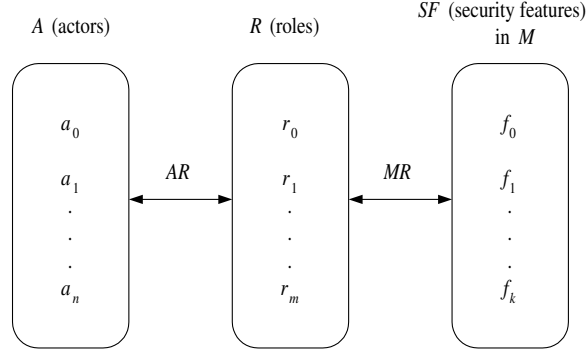 A (actors)
R (roles)
SF (security features)
in M
a₀
r₀
f₀
a₁
AR
r₁
MR
f₁
. . .
. . .
. . .
aₙ
rₘ
fₖ